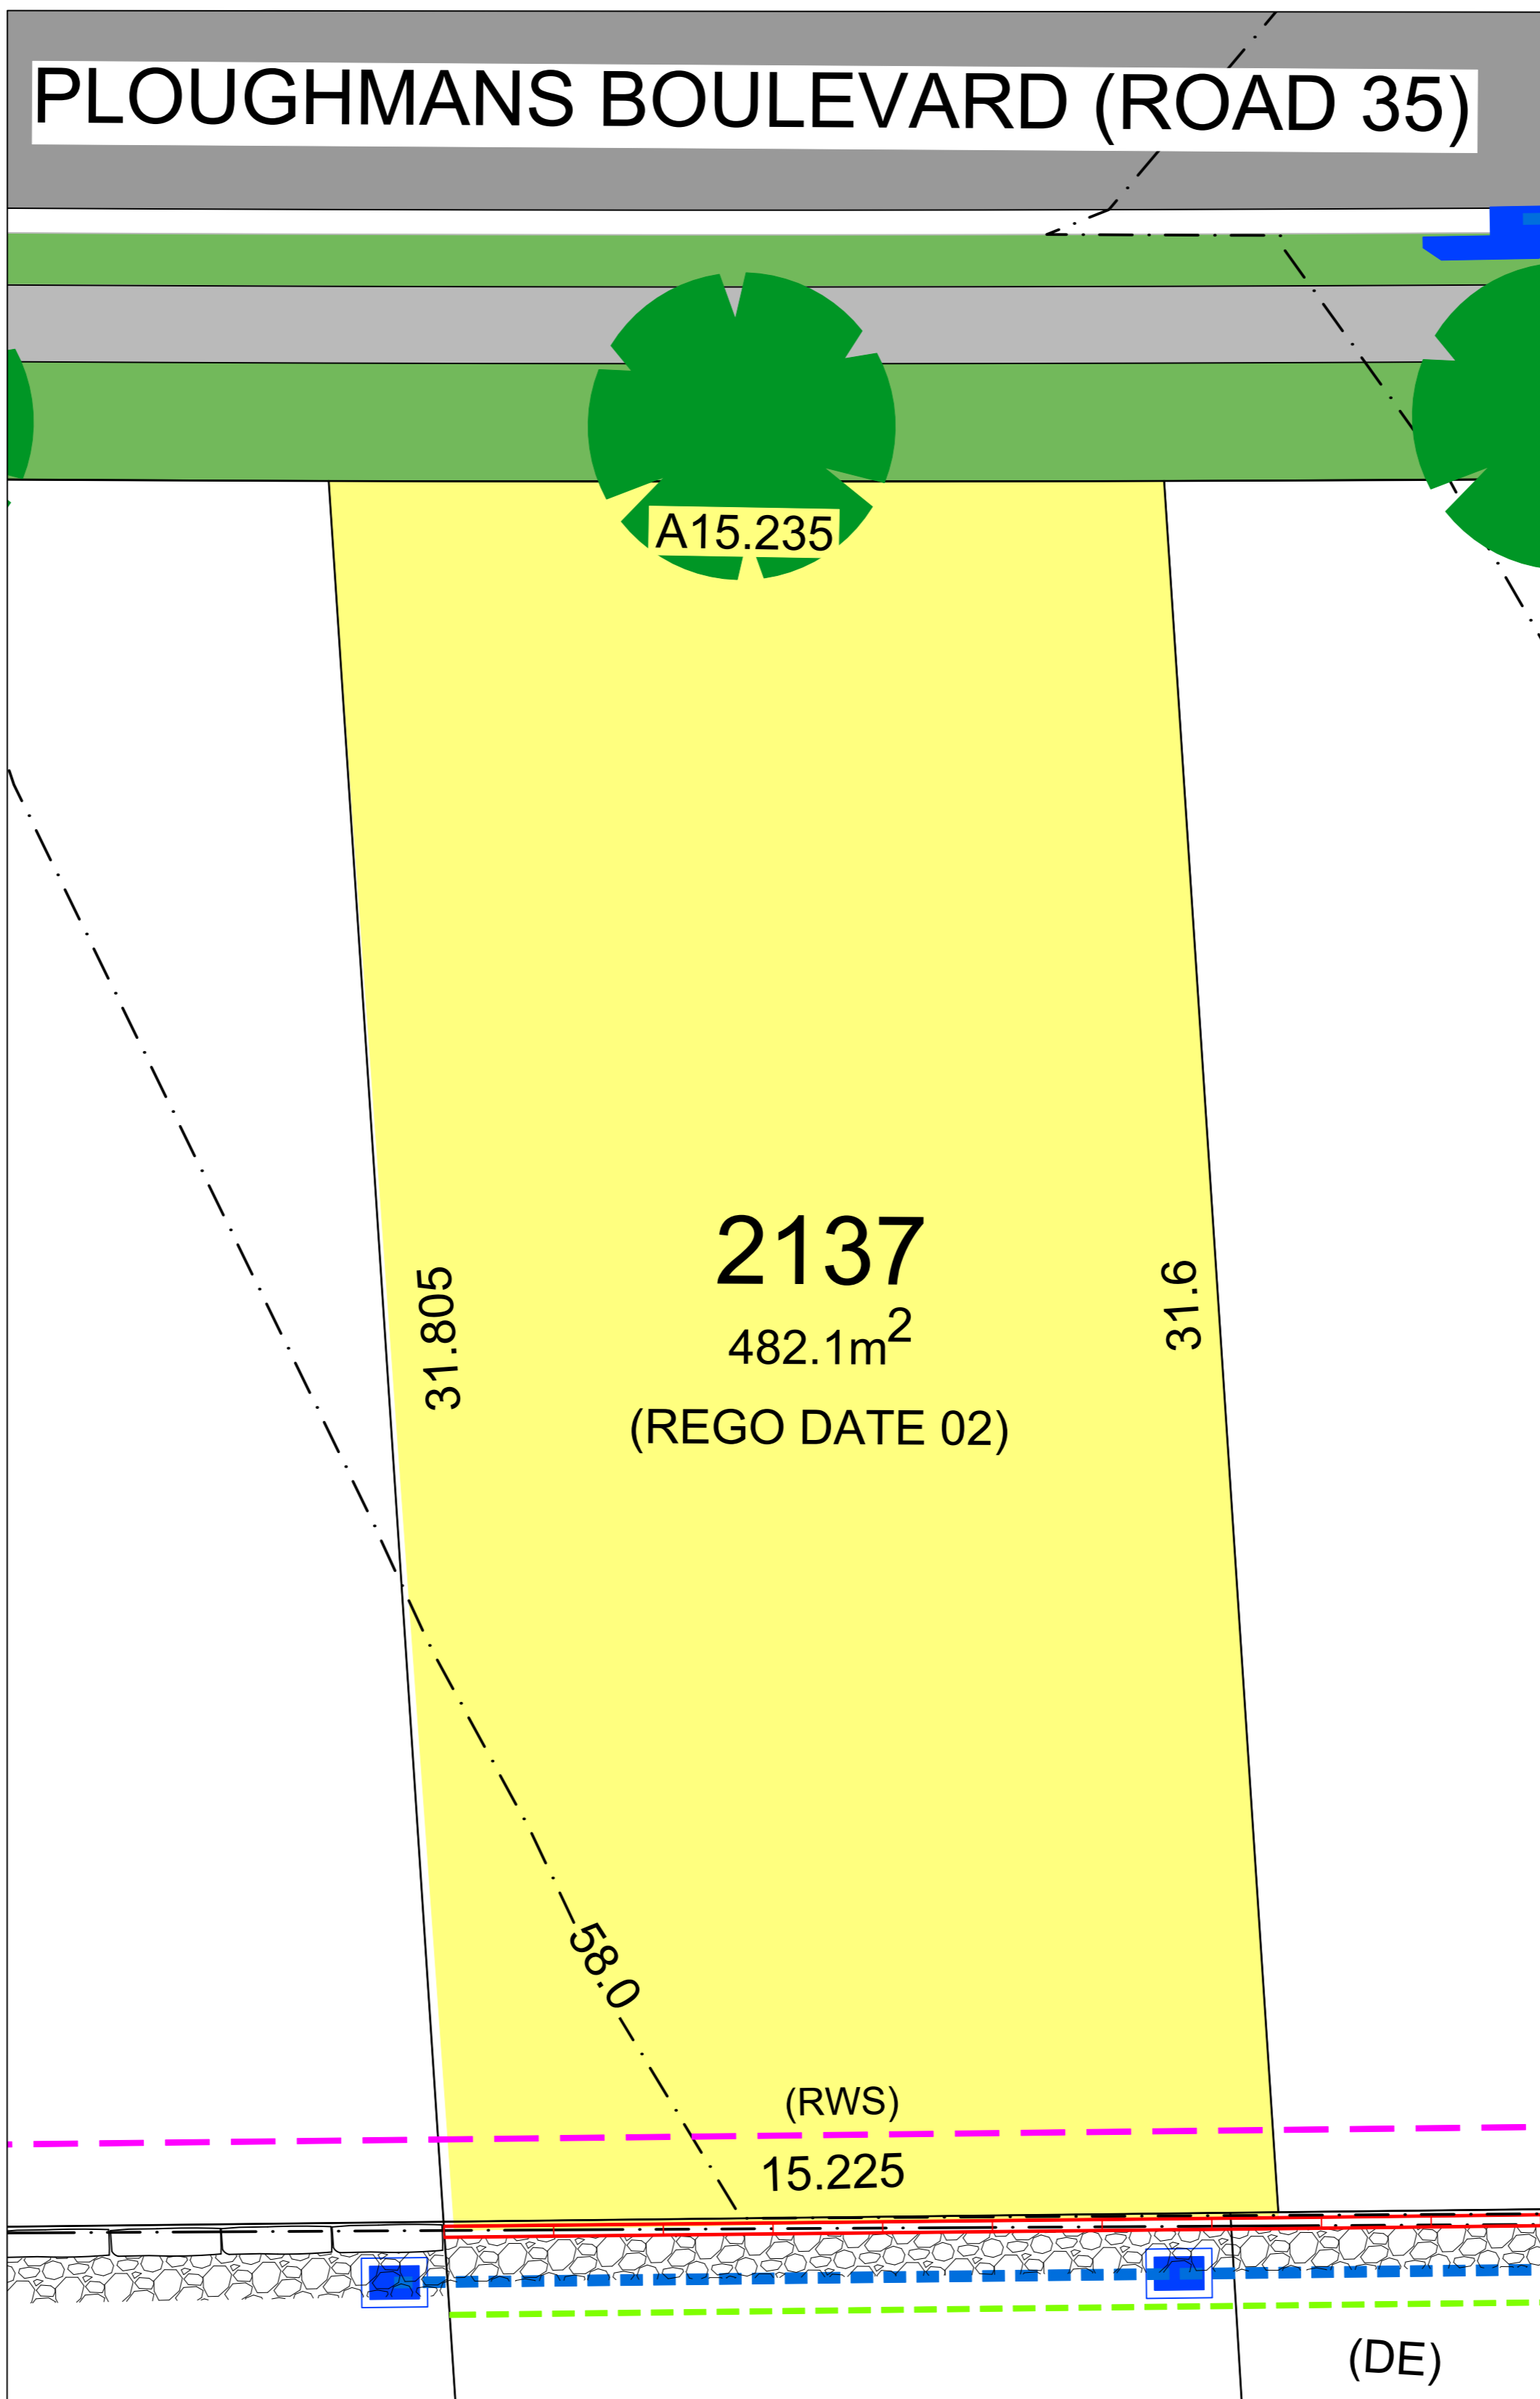 PLOUGHMANS BOULEVARD (ROAD 35)
A15.235
2137
482.1m²
(REGO DATE 02)
31.805
31.6
58.0
(RWS)
15.225
(DE)